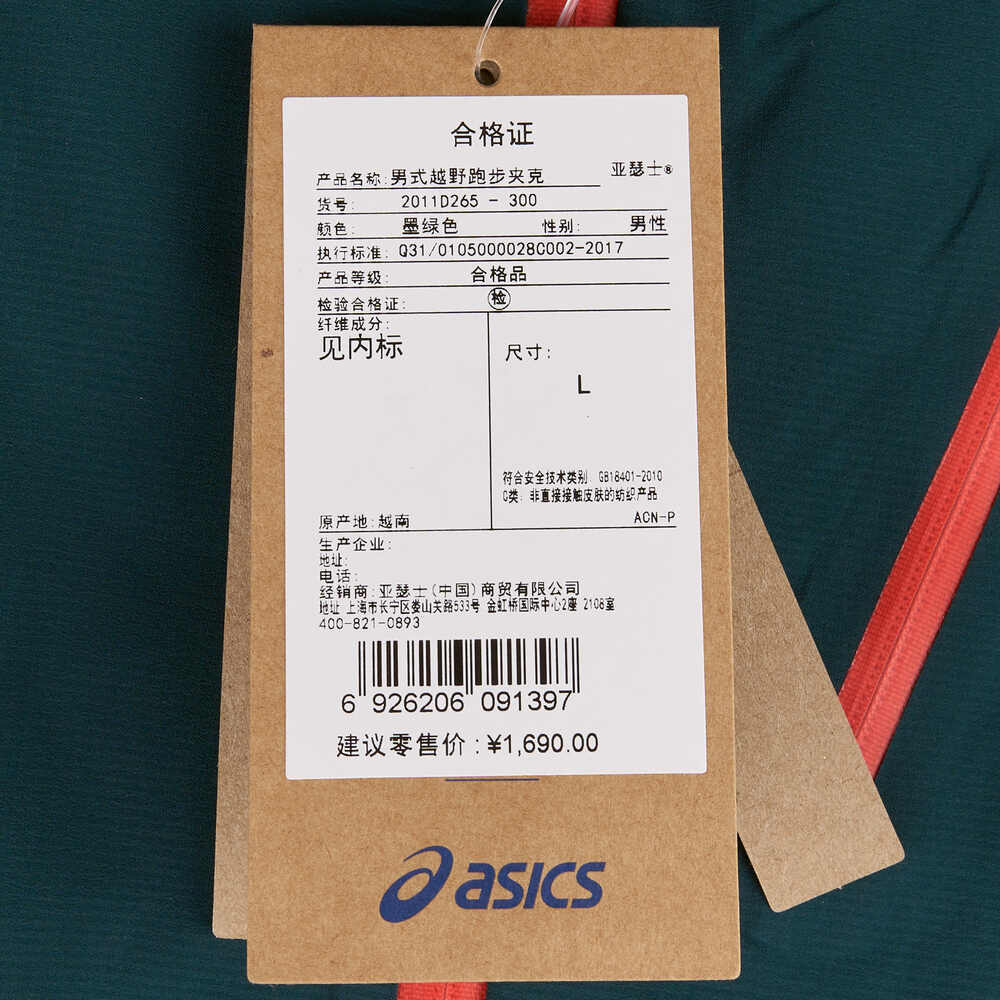 合格证
亚瑟士®
产品名称:男式越野跑步夹克
货号: 2011D265 - 300
颜色: 墨绿色 性别: 男性
执行标准: Q31/0105000028C002-2017
产品等级: 合格品
检验合格证: 检
纤维成分:
见内标
尺寸:
L
符合安全技术类别 GB18401-2010
C类: 非直接接触皮肤的纺织产品
原产地:越南 ACN-P
生产企业:
地址:
电话:
经销商:亚瑟士(中国)商贸有限公司
地址 上海市长宁区娄山关路533号 金虹桥国际中心2座 2108室
400-821-0893
6 926206 091397
建议零售价:¥1,690.00
asics